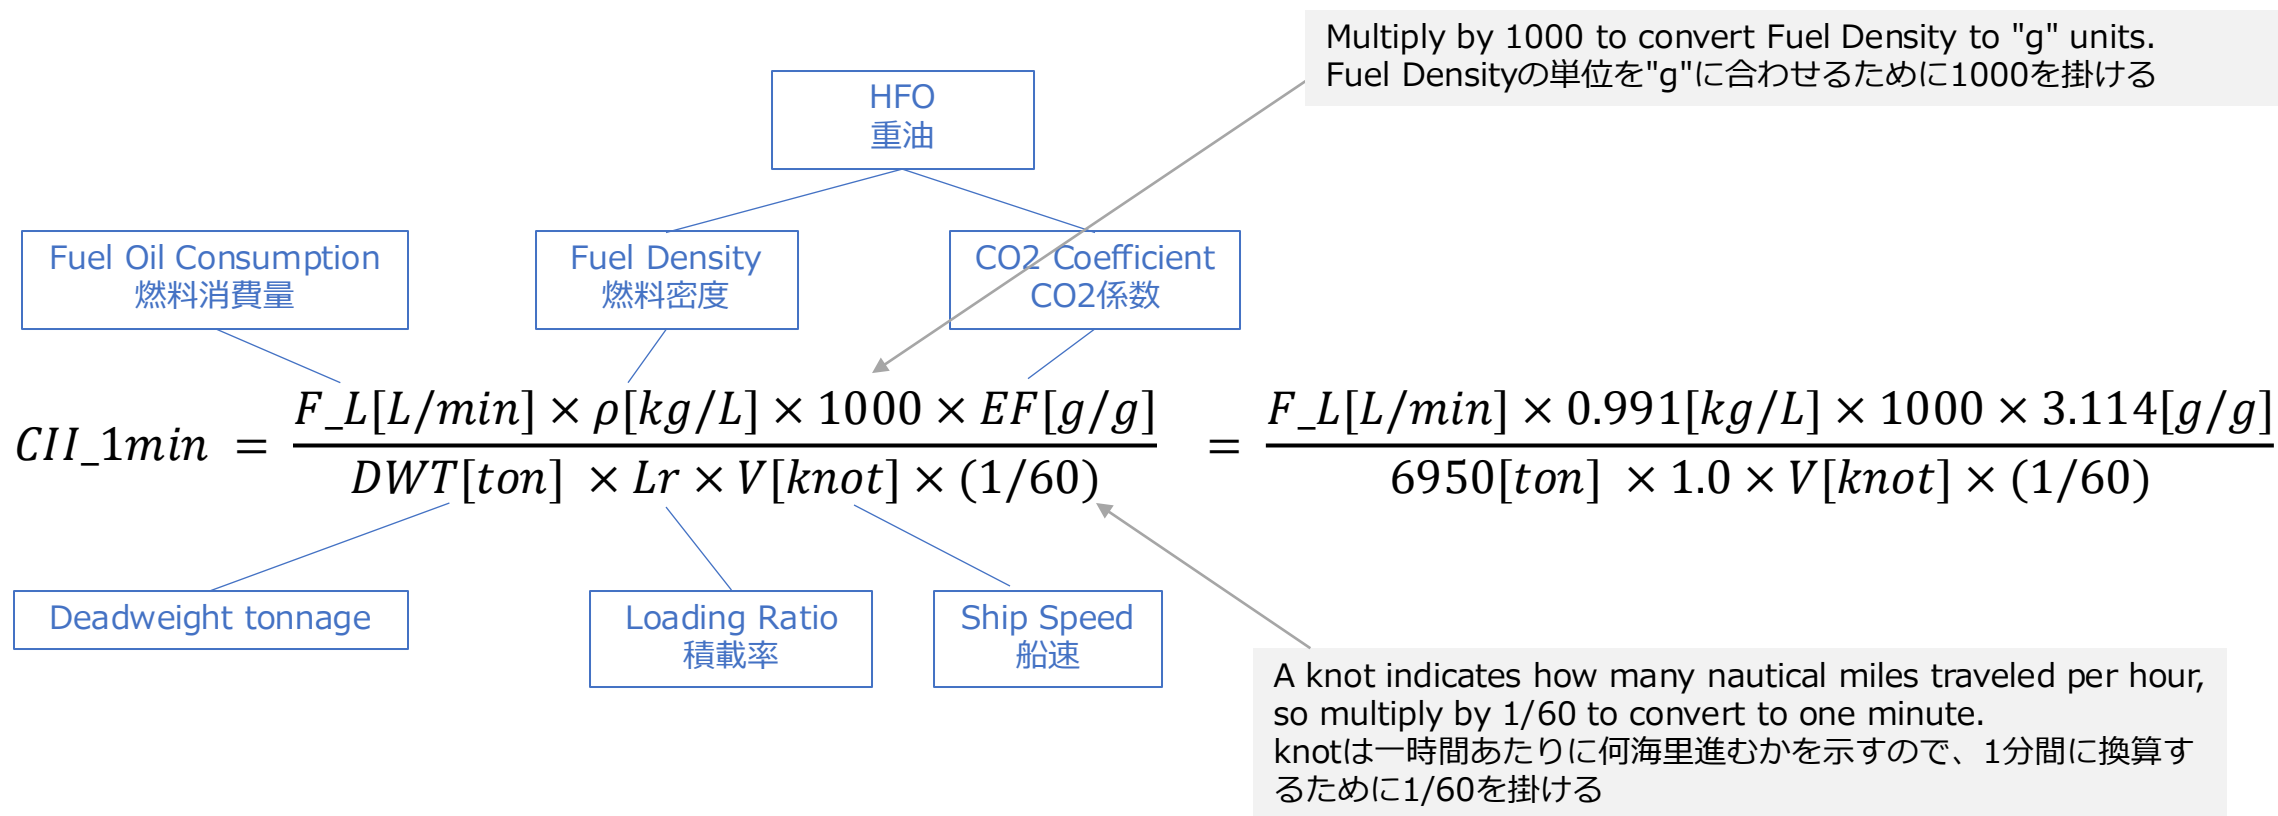 Multiply by 1000 to convert Fuel Density to "g" units.
Fuel Densityの単位を"g"に合わせるために1000を掛ける
HFO
重油
Fuel Oil Consumption
燃料消費量
Fuel Density
燃料密度
CO2 Coefficient
CO2係数
CII_1min = F_L[L/min] × ρ[kg/L] × 1000 × EF[g/g] / DWT[ton] × Lr × V[knot] × (1/60) = F_L[L/min] × 0.991[kg/L] × 1000 × 3.114[g/g] / 6950[ton] × 1.0 × V[knot] × (1/60)
Deadweight tonnage
Loading Ratio
積載率
Ship Speed
船速
A knot indicates how many nautical miles traveled per hour,
so multiply by 1/60 to convert to one minute.
knotは一時間あたりに何海里進むかを示すので、1分間に換算す
るために1/60を掛ける